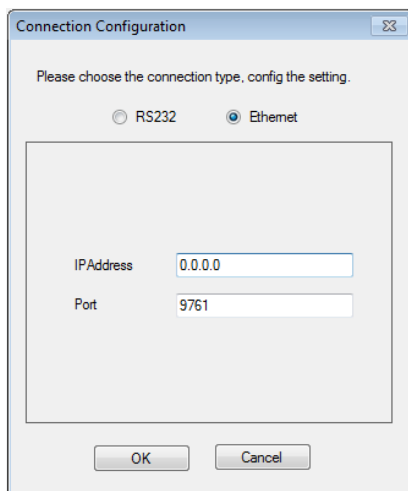 Connection Configuration
Please choose the connection type, config the setting.
RS232 Ethernet
IPAddress 0.0.0.0
Port 9761
OK Cancel